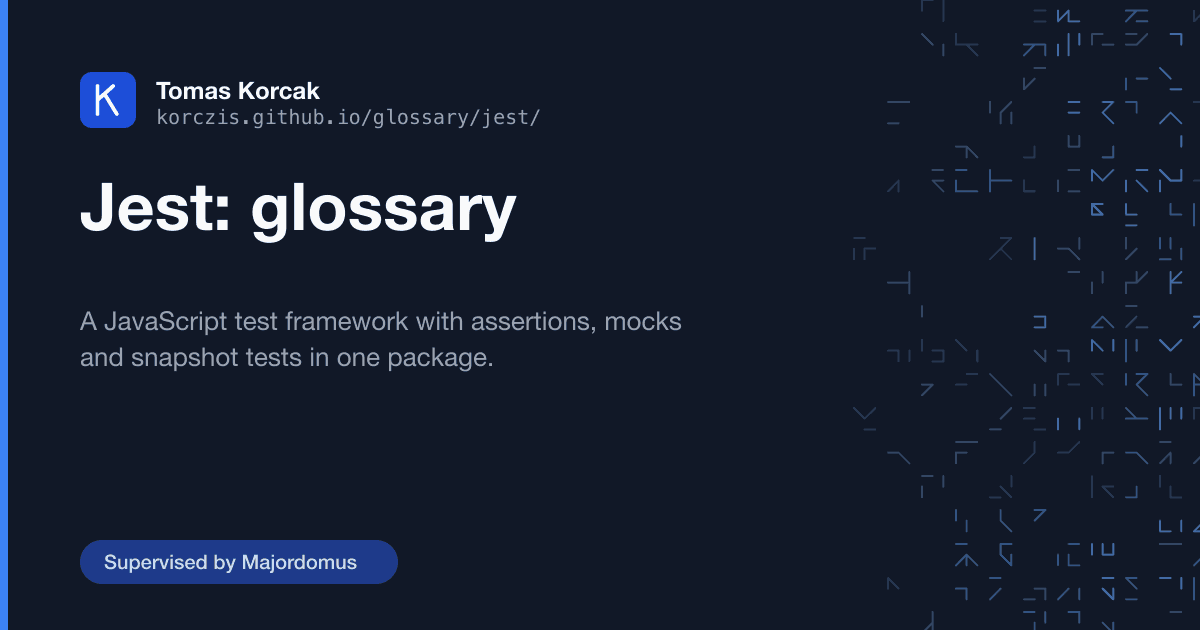 Tomas Korcak
korczis.github.io/glossary/jest/
Jest: glossary
A JavaScript test framework with assertions, mocks
and snapshot tests in one package.
Supervised by Majordomus